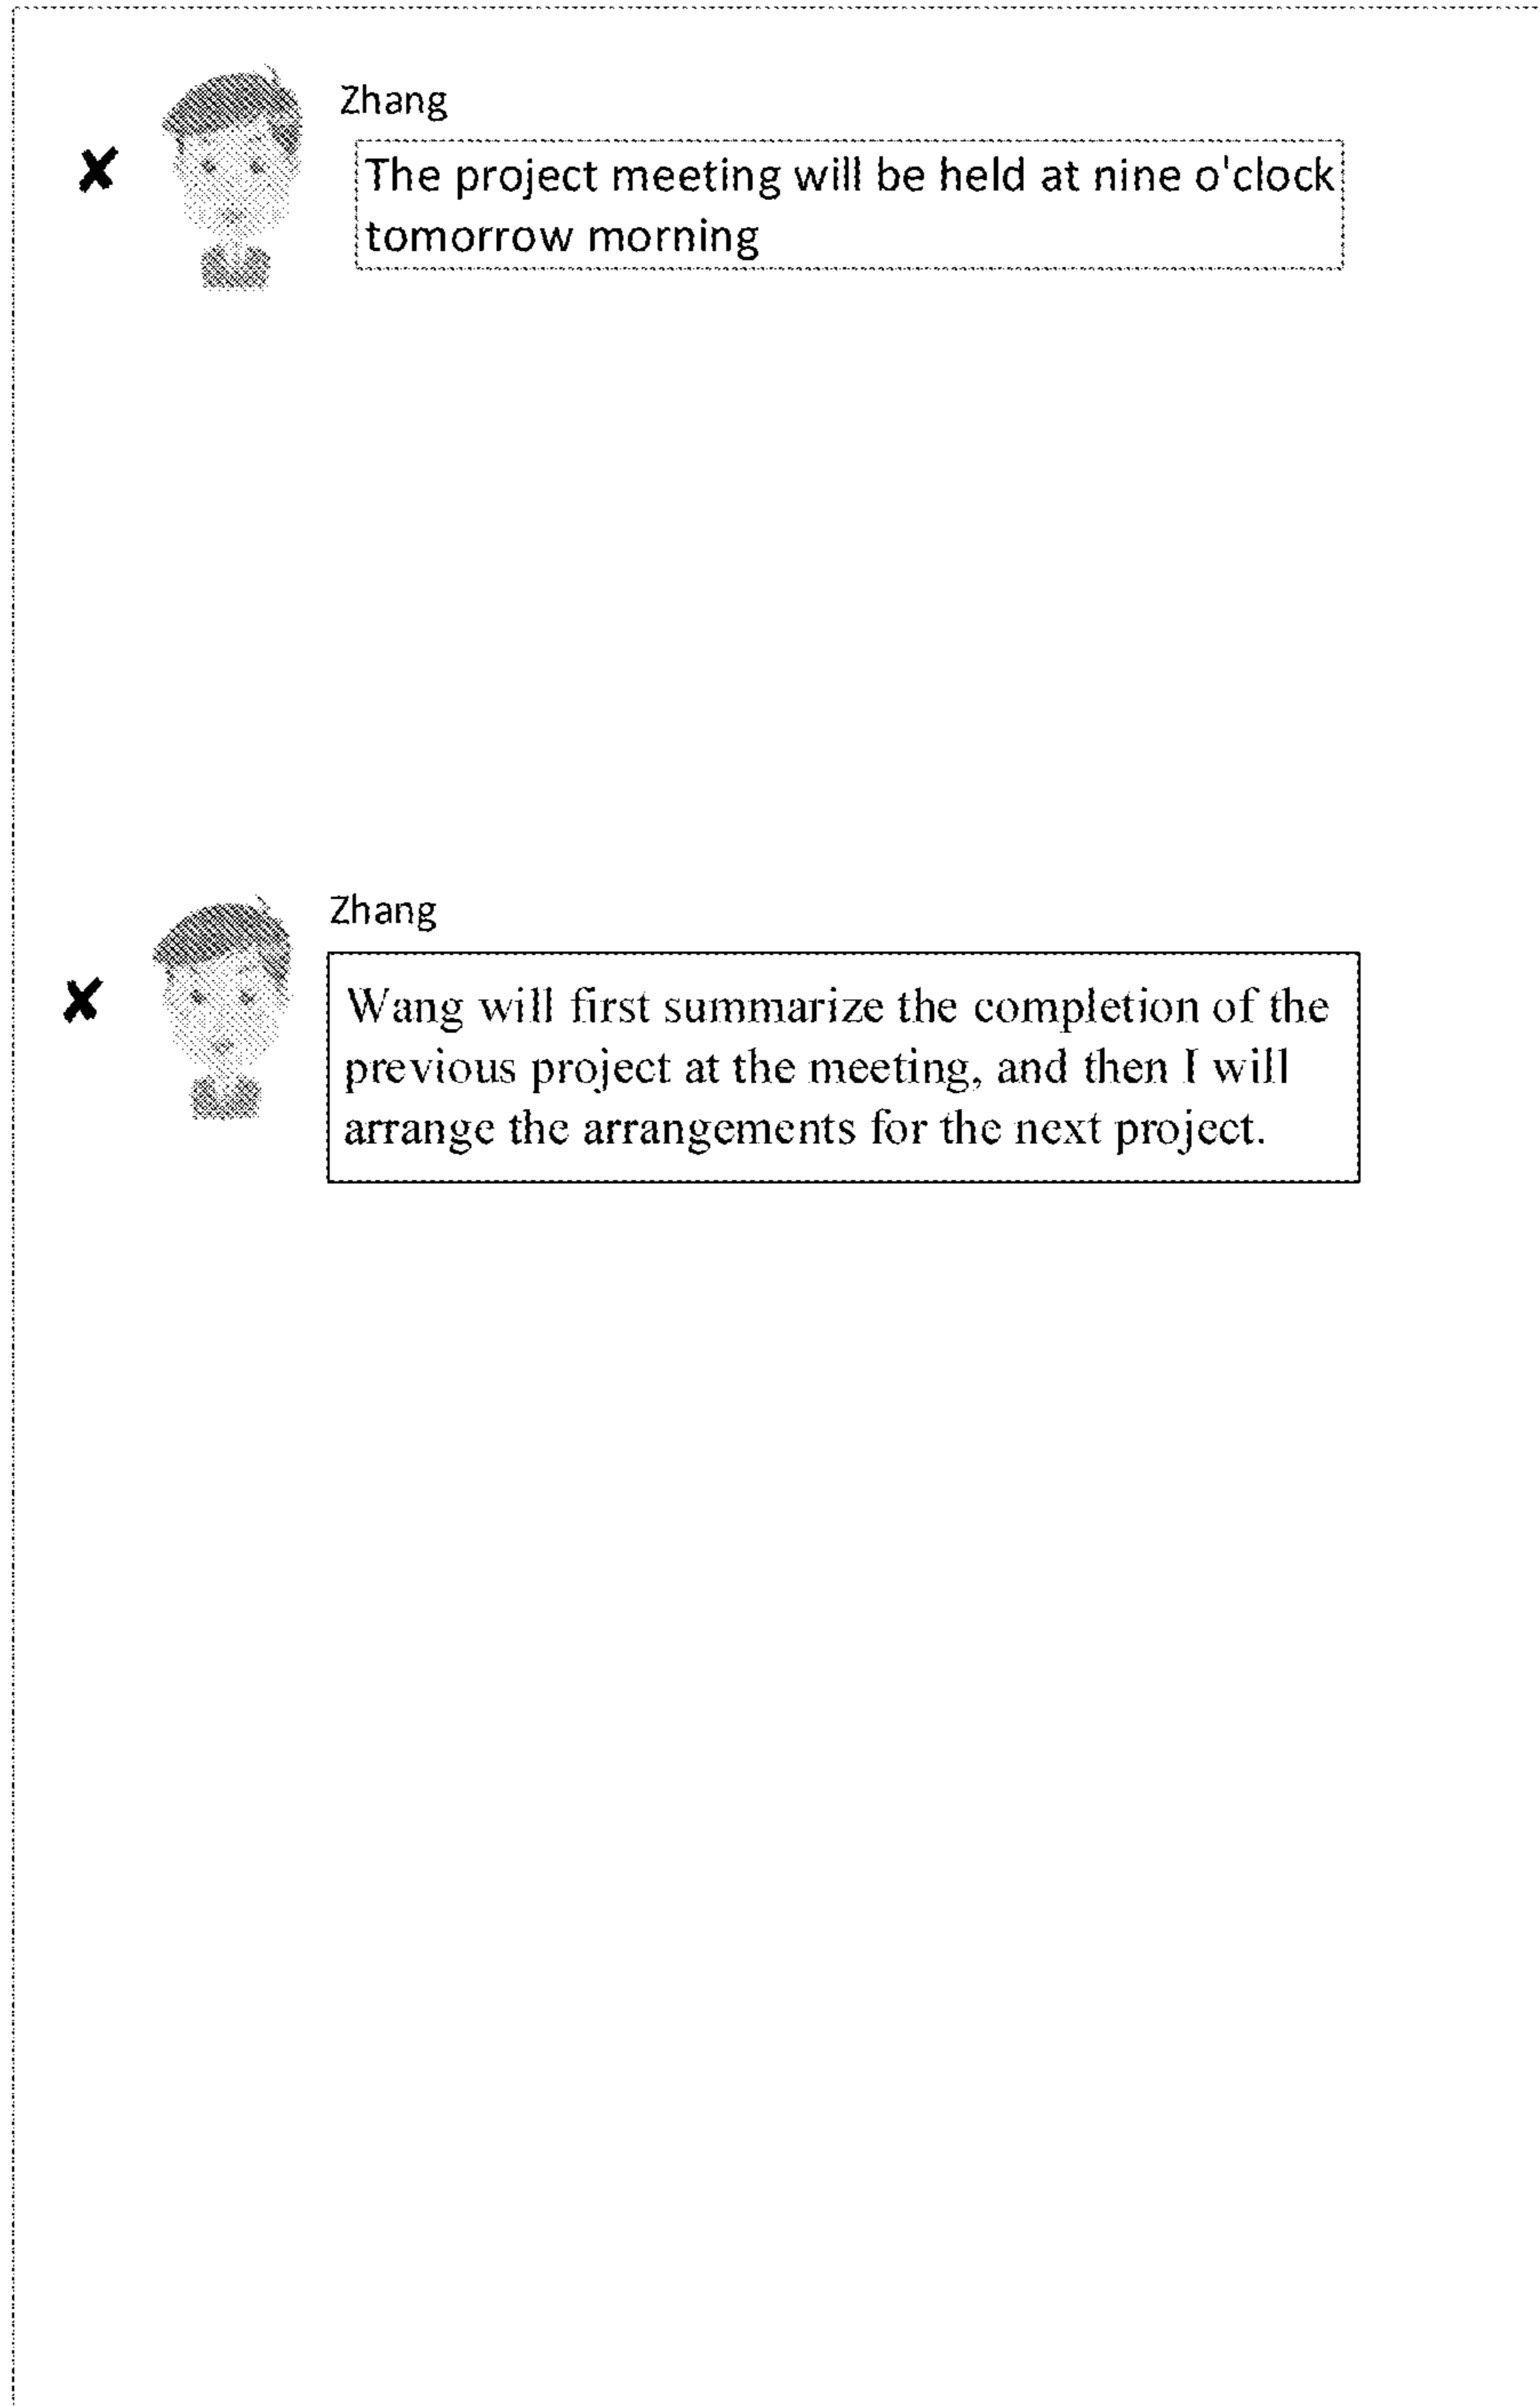 Zhang
The project meeting will be held at nine o'clock
tomorrow morning
Zhang
Wang will first summarize the completion of the
previous project at the meeting, and then I will
arrange the arrangements for the next project.